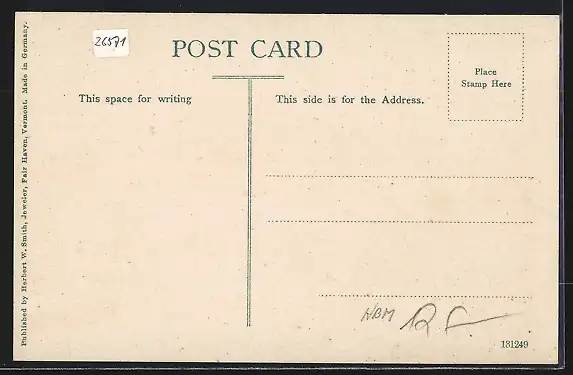 26571
POST CARD
Place
Stamp Here
This space for writing
This side is for the Address.
Published by Herbert W. Smith, Jeweler, Fair Haven, Vermont. Made in Germany.
131249